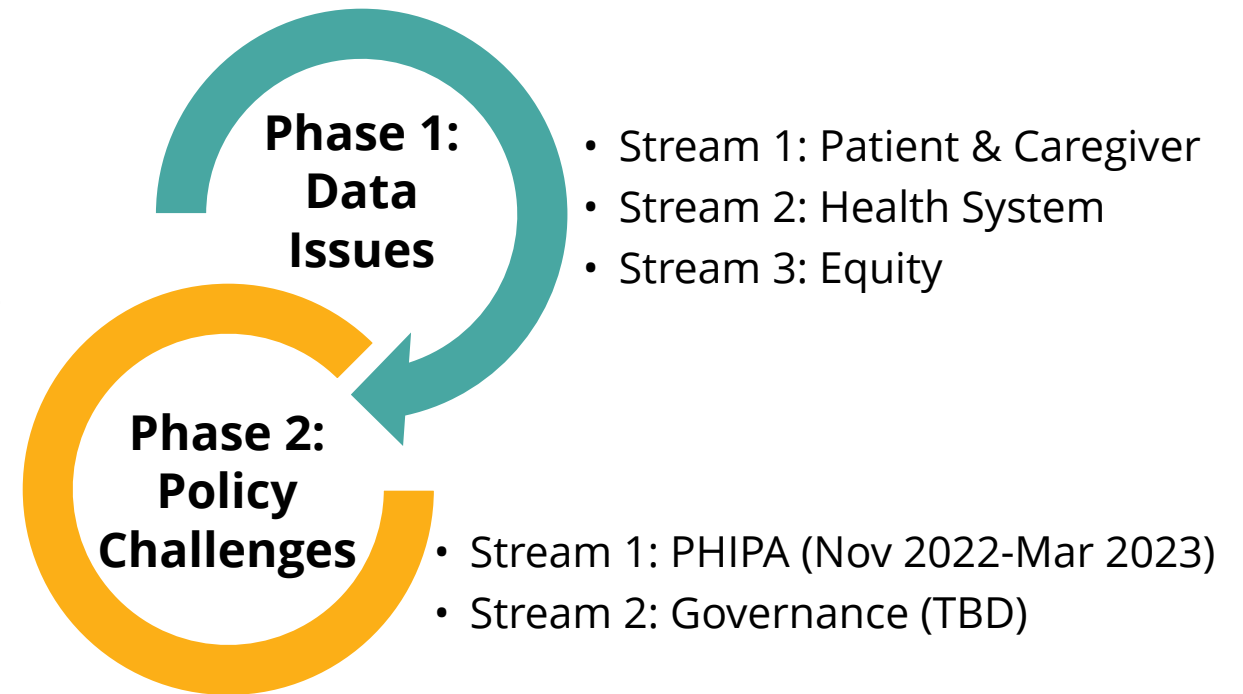 Phase 1:
Data
Issues
• Stream 1: Patient & Caregiver
• Stream 2: Health System
• Stream 3: Equity
Phase 2:
Policy
Challenges
• Stream 1: PHIPA (Nov 2022-Mar 2023)
• Stream 2: Governance (TBD)